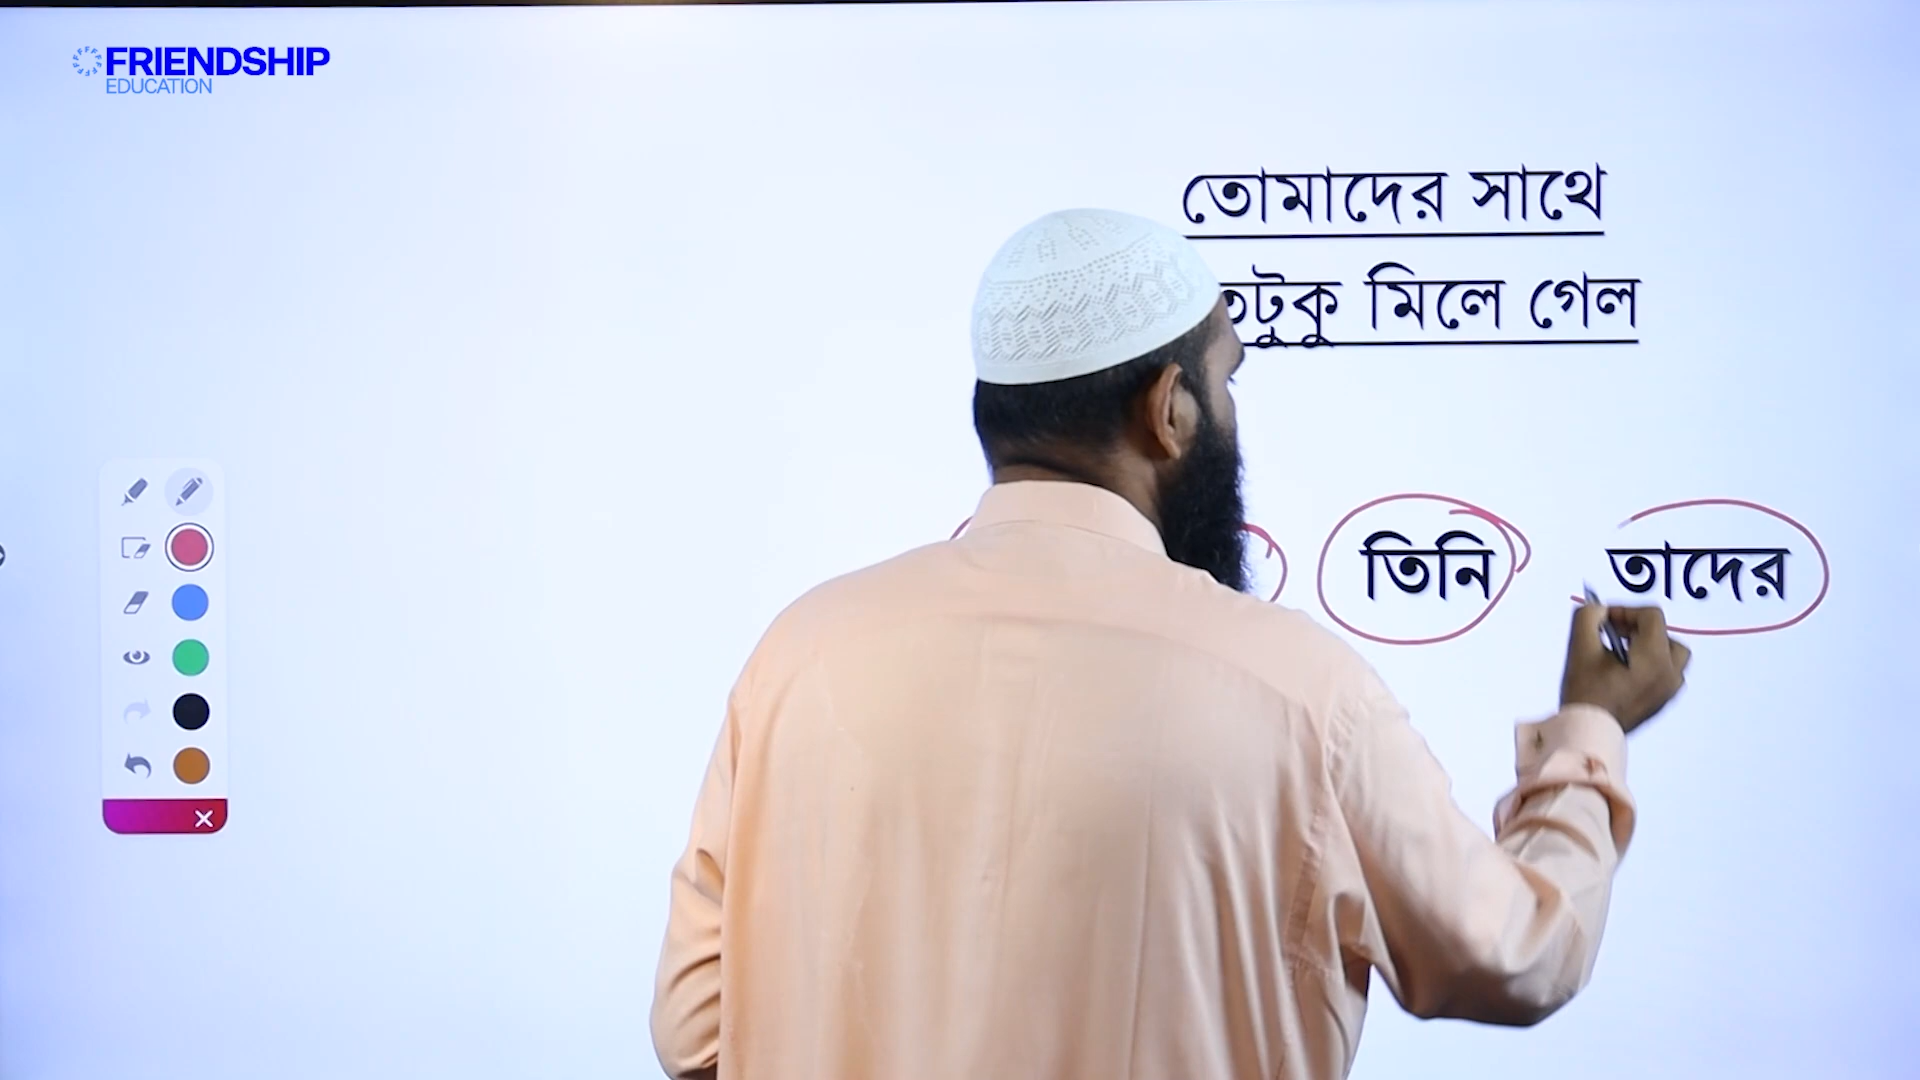 FRIENDSHIP
EDUCATION
তোমাদের সাথে
মিলে গেল
তিনি তাদের